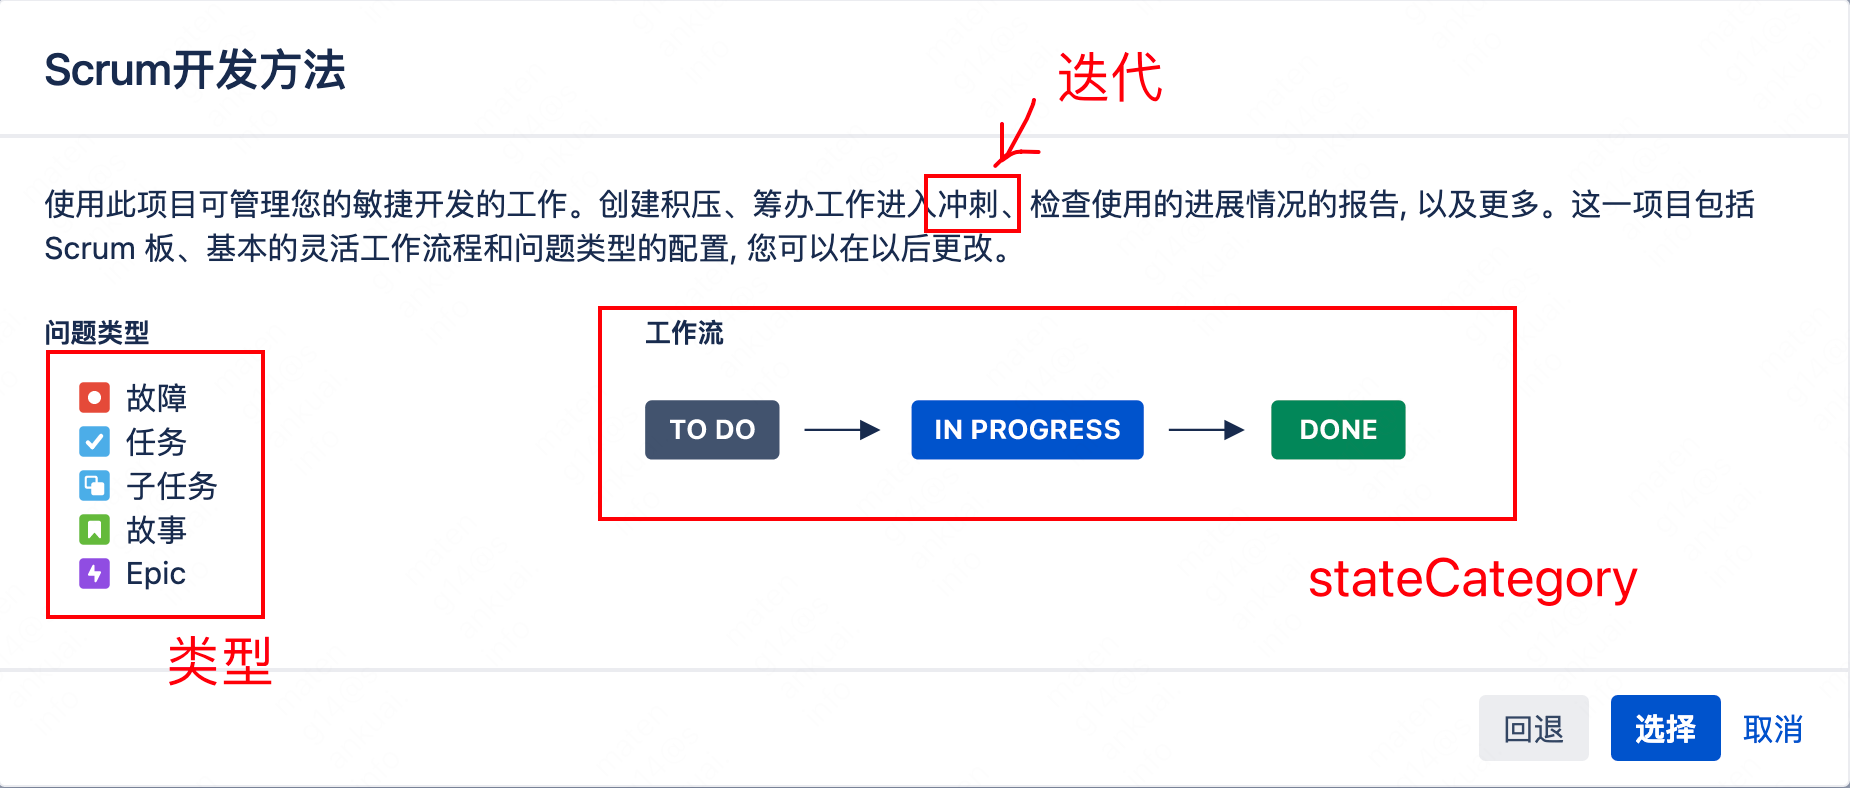 Scrum开发方法
迭代
使用此项目可管理您的敏捷开发的工作。创建积压、筹办工作进入冲刺、检查使用的进展情况的报告, 以及更多。这一项目包括
Scrum 板、基本的灵活工作流程和问题类型的配置, 您可以在以后更改。
问题类型
故障
任务
子任务
故事
Epic
类型
工作流
TO DO
IN PROGRESS
DONE
stateCategory
回退
选择
取消